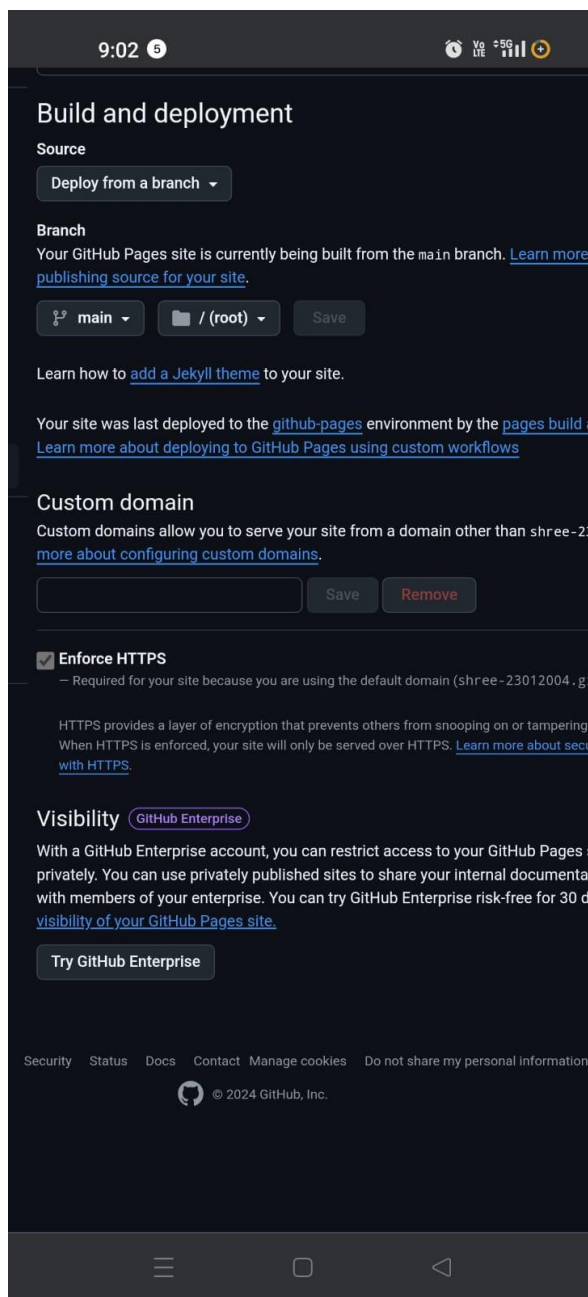 9:02 5 Vo LTE 5G
Build and deployment
Source
Deploy from a branch
Branch
Your GitHub Pages site is currently being built from the main branch. Learn more
publishing source for your site.
main / (root) Save
Learn how to add a Jekyll theme to your site.
Your site was last deployed to the github-pages environment by the pages build
Learn more about deploying to GitHub Pages using custom workflows
Custom domain
Custom domains allow you to serve your site from a domain other than shree-23
more about configuring custom domains.
Save Remove
Enforce HTTPS
— Required for your site because you are using the default domain (shree-23012004.g
HTTPS provides a layer of encryption that prevents others from snooping on or tampering
When HTTPS is enforced, your site will only be served over HTTPS. Learn more about secu
with HTTPS.
Visibility GitHub Enterprise
With a GitHub Enterprise account, you can restrict access to your GitHub Pages s
privately. You can use privately published sites to share your internal documenta
with members of your enterprise. You can try GitHub Enterprise risk-free for 30 d
visibility of your GitHub Pages site.
Try GitHub Enterprise
Security Status Docs Contact Manage cookies Do not share my personal information
© 2024 GitHub, Inc.